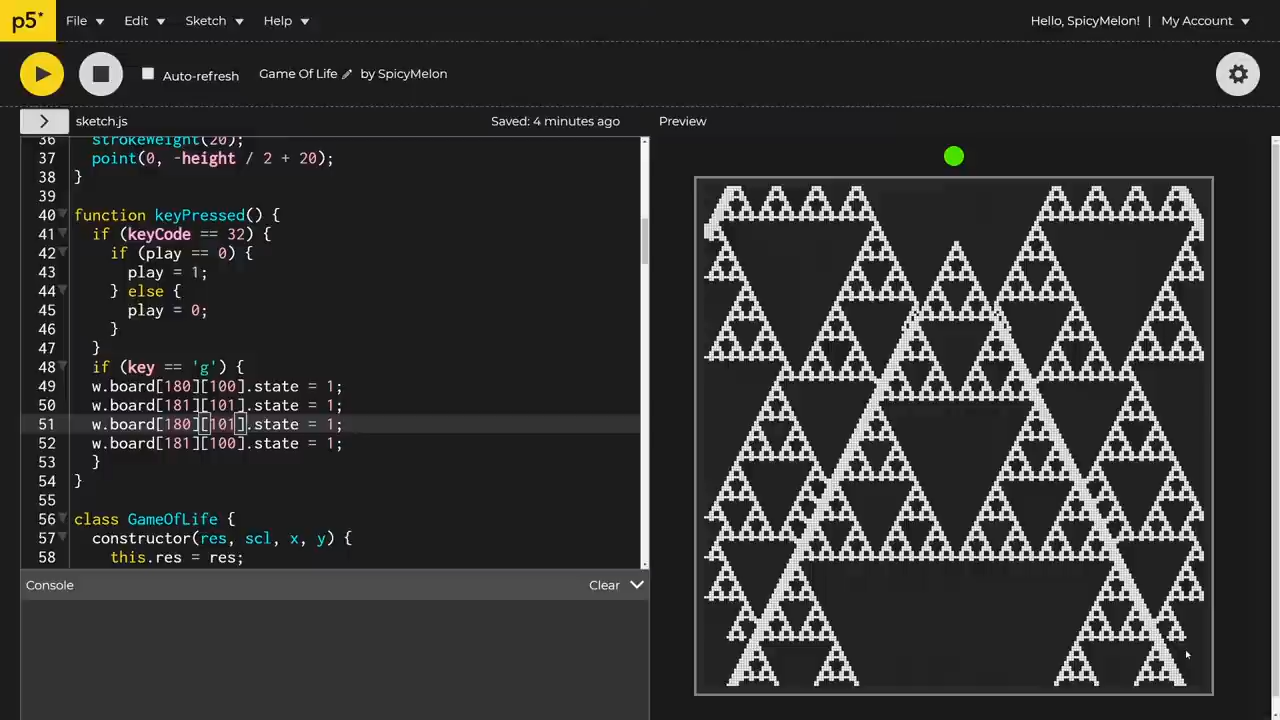 p5*
File
Edit
Sketch
Help
Hello, SpicyMelon!
My Account
Auto-refresh
Game Of Life
by SpicyMelon
sketch.js
Saved: 4 minutes ago
Preview
36 strokeWeight(20);
37 point(0, -height / 2 + 20);
38 }
39
40 function keyPressed() {
41 if (keyCode == 32) {
42 if (play == 0) {
43 play = 1;
44 } else {
45 play = 0;
46 }
47 }
48 if (key == 'g') {
49 w.board[180][100].state = 1;
50 w.board[181][101].state = 1;
51 w.board[180][101].state = 1;
52 w.board[181][100].state = 1;
53 }
54 }
55
56 class GameOfLife {
57 constructor(res, scl, x, y) {
58 this.res = res;
Console
Clear